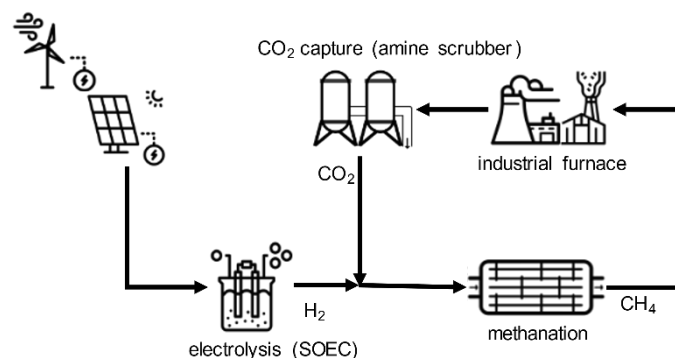 CO₂ capture (amine scrubber)
industrial furnace
CO₂
H₂
CH₄
methanation
electrolysis (SOEC)